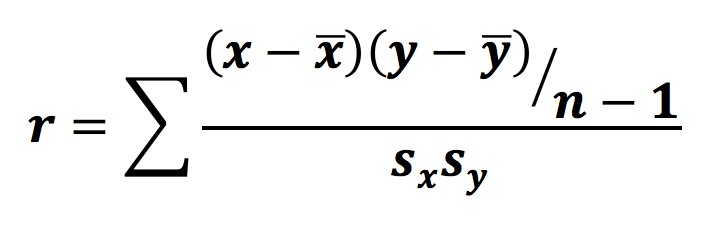 r = ∑ (x − x̅)(y − y̅)/n − 1
sₓsᵧ